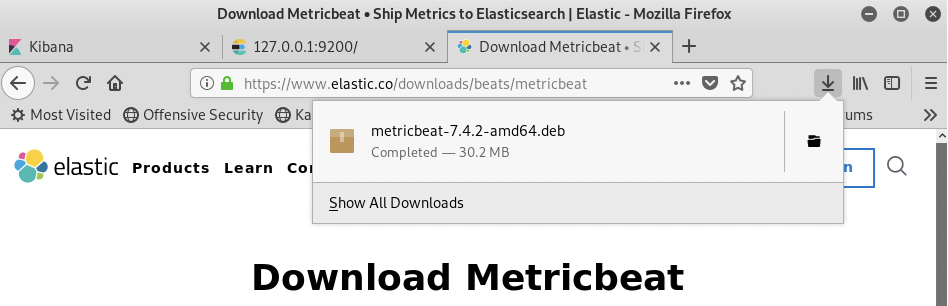 Download Metricbeat • Ship Metrics to Elasticsearch | Elastic - Mozilla Firefox
Kibana
127.0.0.1:9200/
Download Metricbeat • S
https://www.elastic.co/downloads/beats/metricbeat
Most Visited
Offensive Security
Ka
rums
metricbeat-7.4.2-amd64.deb
Completed — 30.2 MB
Show All Downloads
elastic
Products
Learn
Co
n
Download Metricbeat